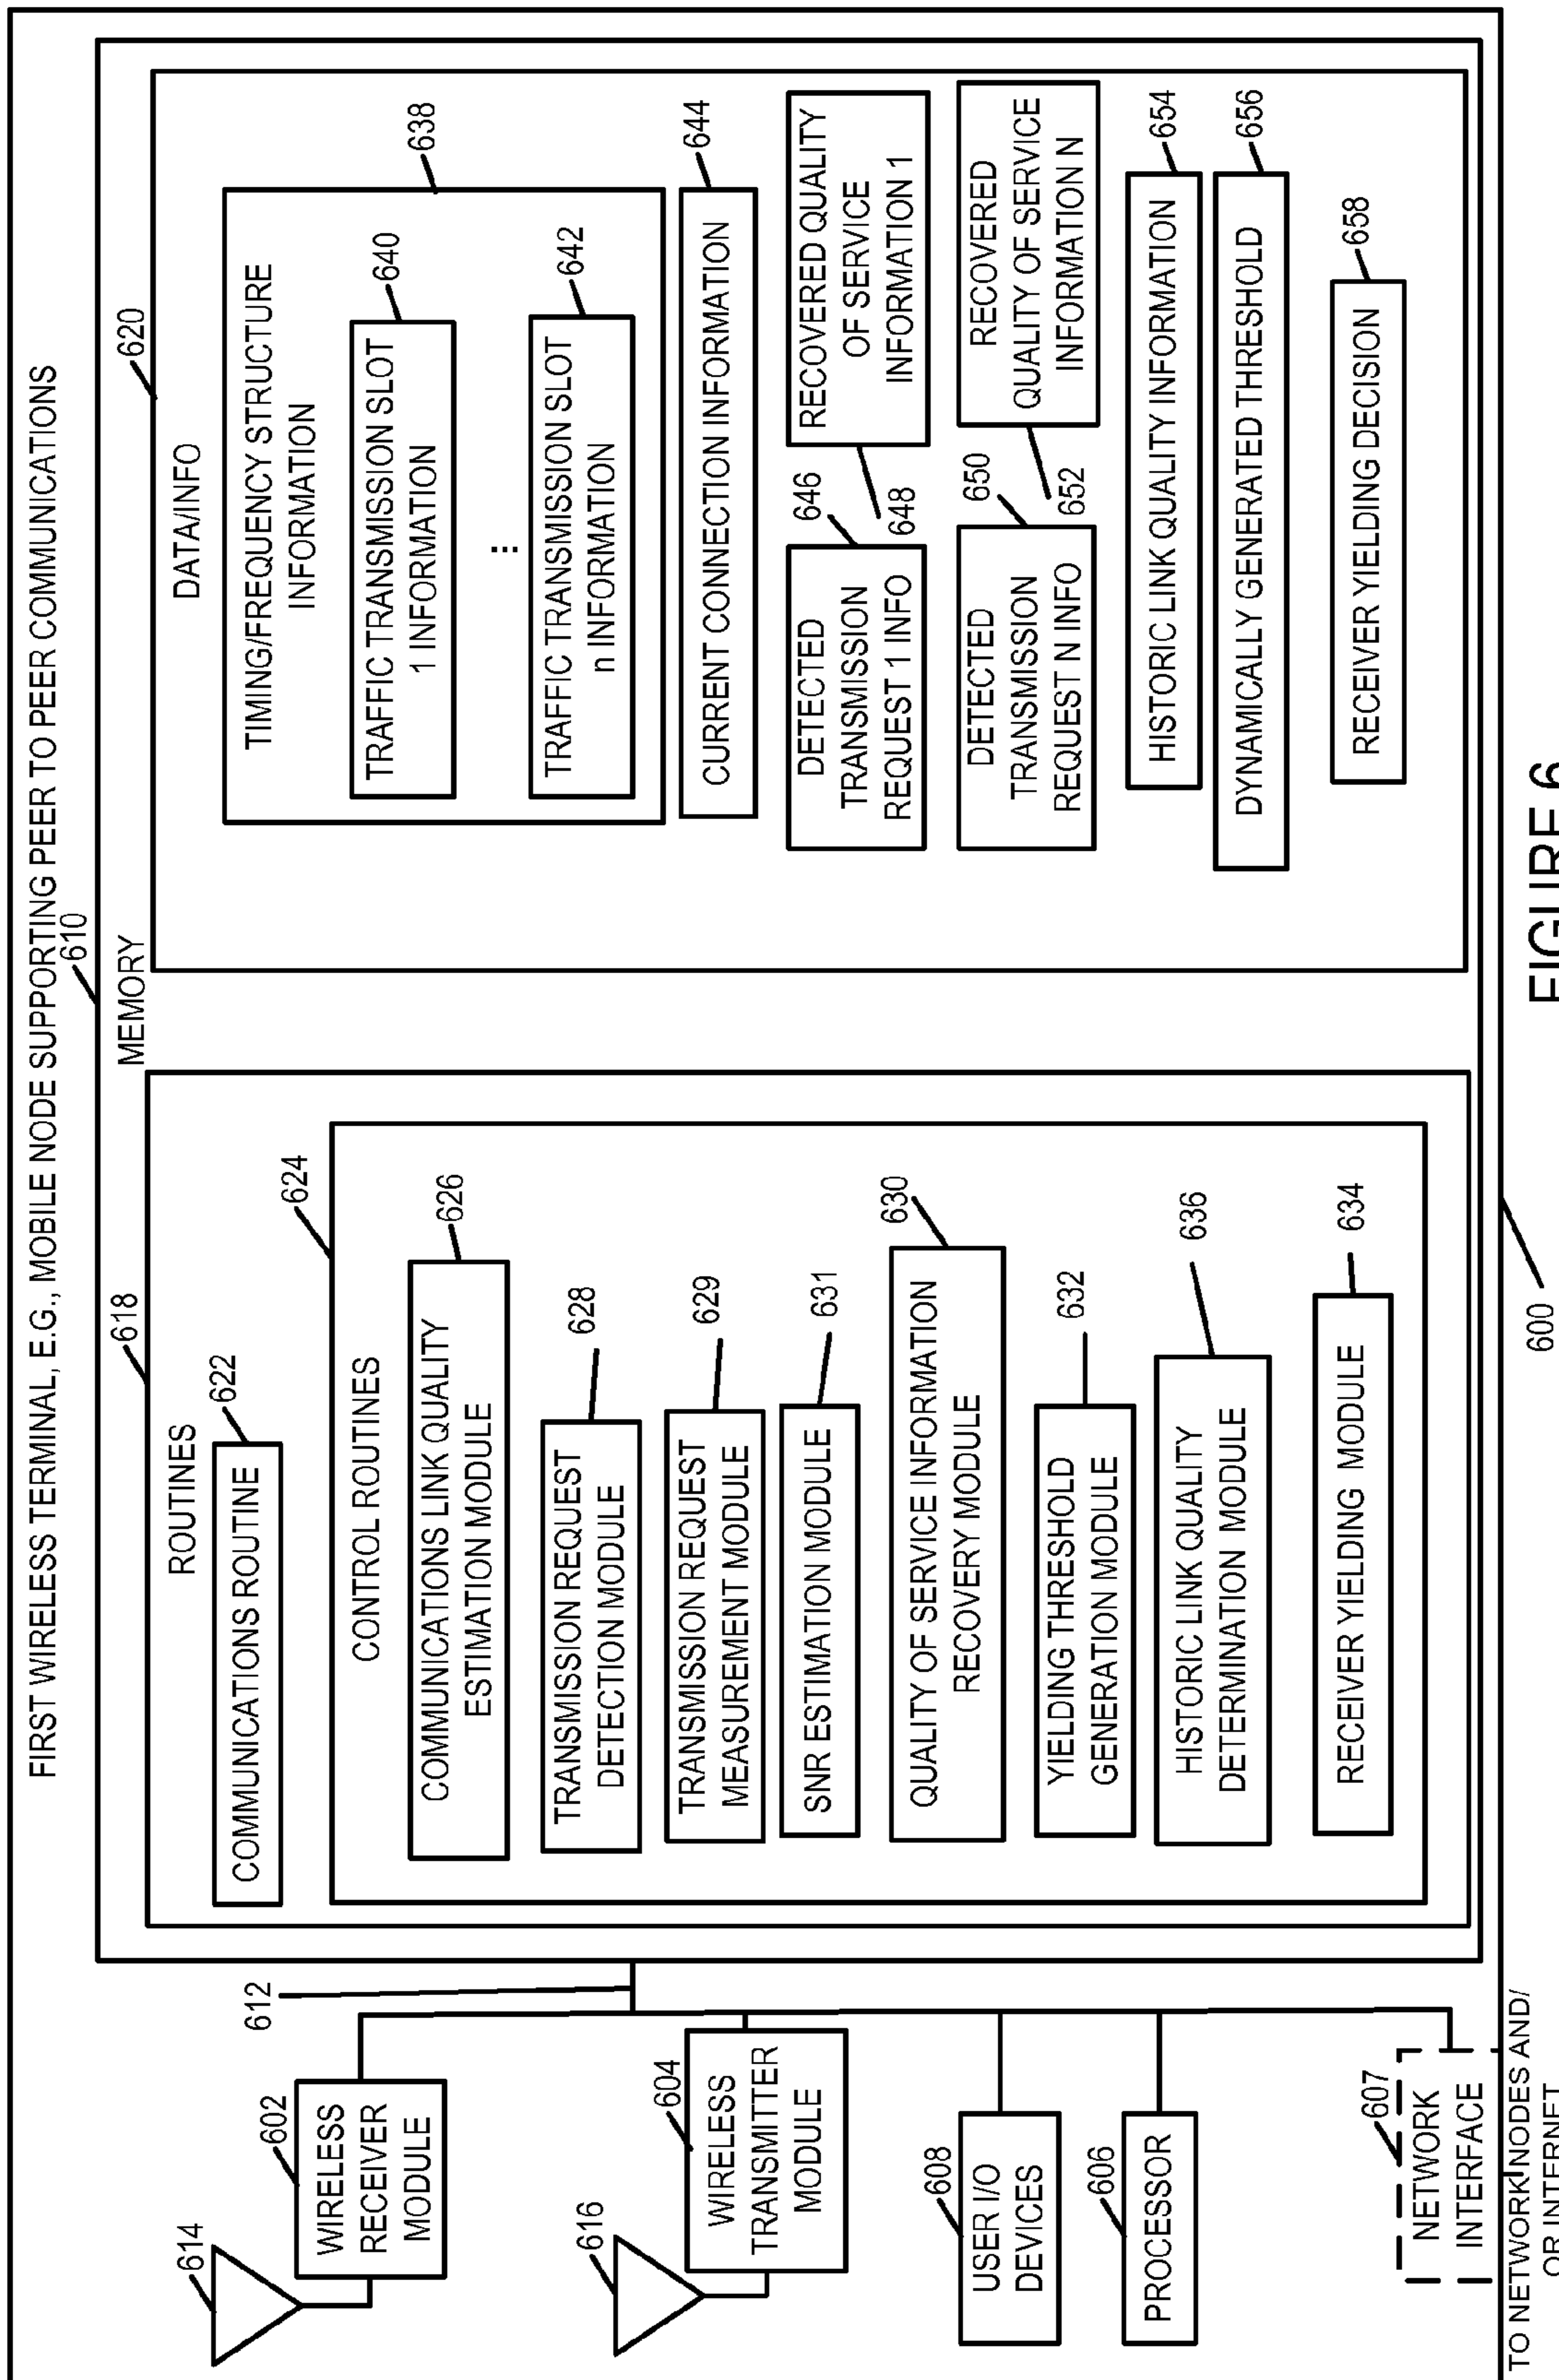 FIRST WIRELESS TERMINAL, E.G., MOBILE NODE SUPPORTING PEER TO PEER COMMUNICATIONS
610
614
602
WIRELESS
RECEIVER
MODULE
616
604
WIRELESS
TRANSMITTER
MODULE
608
USER I/O
DEVICES
606
PROCESSOR
607
NETWORK
INTERFACE
TO NETWORK NODES AND/
OR INTERNET
612
MEMORY
618
ROUTINES
622
COMMUNICATIONS ROUTINE
624
CONTROL ROUTINES
626
COMMUNICATIONS LINK QUALITY
ESTIMATION MODULE
628
TRANSMISSION REQUEST
DETECTION MODULE
629
TRANSMISSION REQUEST
MEASUREMENT MODULE
631
SNR ESTIMATION MODULE
630
QUALITY OF SERVICE INFORMATION
RECOVERY MODULE
632
YIELDING THRESHOLD
GENERATION MODULE
636
HISTORIC LINK QUALITY
DETERMINATION MODULE
634
RECEIVER YIELDING MODULE
620
DATA/INFO
638
TIMING/FREQUENCY STRUCTURE
INFORMATION
640
TRAFFIC TRANSMISSION SLOT
1 INFORMATION
...
642
TRAFFIC TRANSMISSION SLOT
n INFORMATION
644
CURRENT CONNECTION INFORMATION
646
DETECTED
TRANSMISSION
REQUEST 1 INFO
648
RECOVERED QUALITY
OF SERVICE
INFORMATION 1
650
DETECTED
TRANSMISSION
REQUEST N INFO
652
RECOVERED
QUALITY OF SERVICE
INFORMATION N
654
HISTORIC LINK QUALITY INFORMATION
656
DYNAMICALLY GENERATED THRESHOLD
658
RECEIVER YIELDING DECISION
600
FIGURE 6